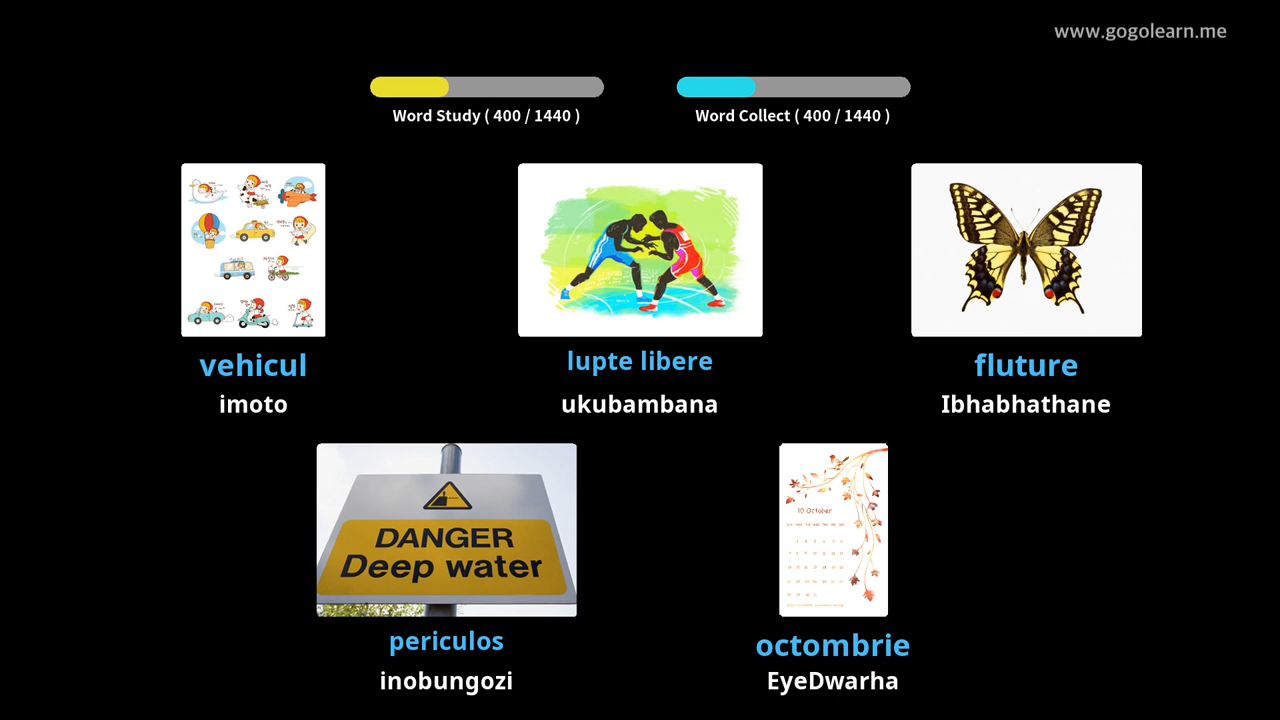 www.gogolearn.me
Word Study ( 400 / 1440 )
Word Collect ( 400 / 1440 )
vehicul
imoto
lupte libere
ukubambana
fluture
Ibhabhathane
DANGER
Deep water
periculos
inobungozi
10 October
octombrie
EyeDwarha